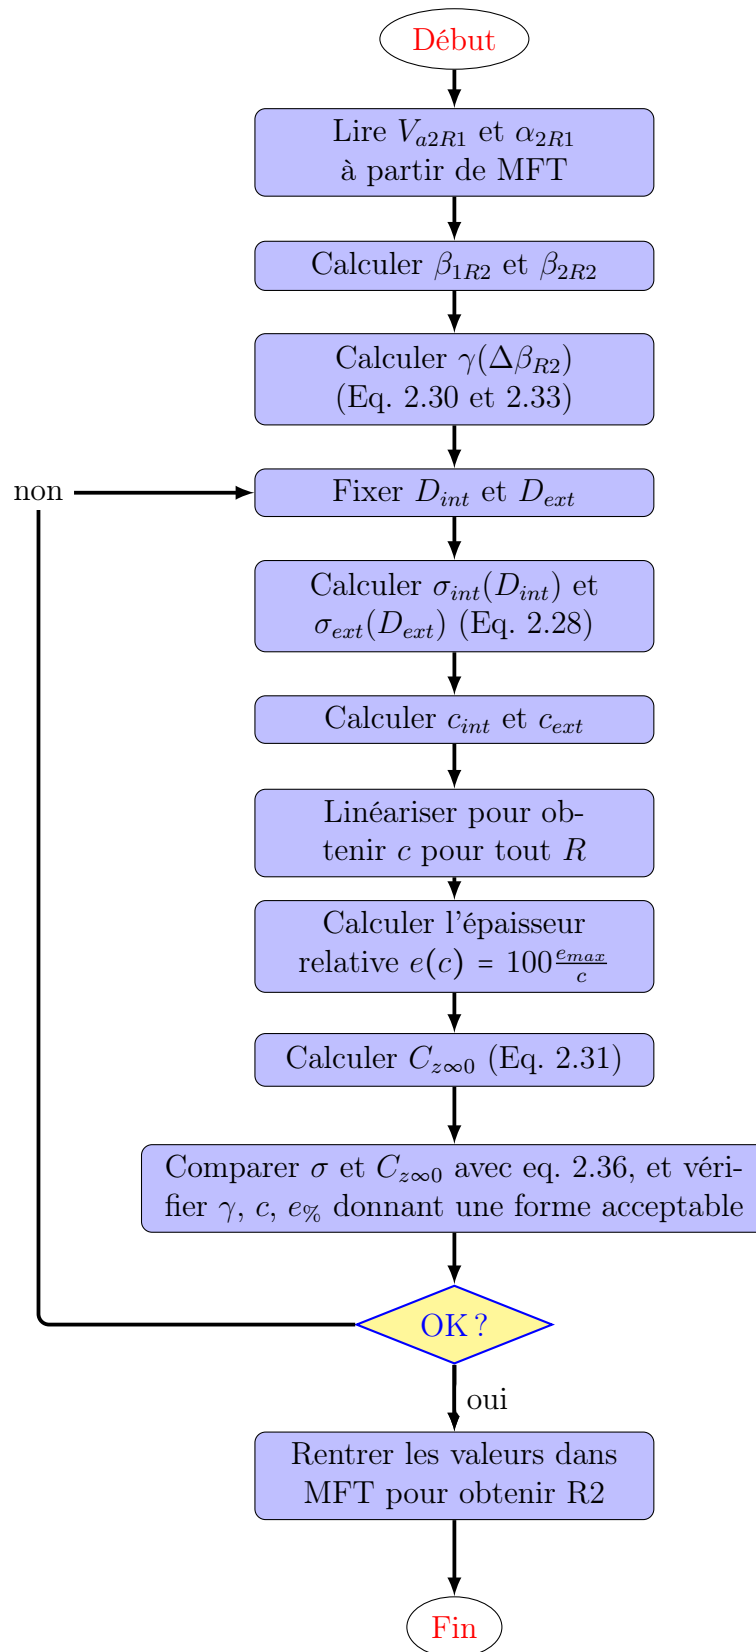 Début
Lire V_{a2R1} et α_{2R1}
à partir de MFT
Calculer β_{1R2} et β_{2R2}
Calculer γ(Δβ_{R2})
(Eq. 2.30 et 2.33)
non
Fixer D_{int} et D_{ext}
Calculer σ_{int}(D_{int}) et
σ_{ext}(D_{ext}) (Eq. 2.28)
Calculer c_{int} et c_{ext}
Linéariser pour ob-
tenir c pour tout R
Calculer l'épaisseur
relative e(c) = 100\frac{e_{max}}{c}
Calculer C_{z∞0} (Eq. 2.31)
Comparer σ et C_{z∞0} avec eq. 2.36, et véri-
fier γ, c, e_% donnant une forme acceptable
OK ?
oui
Rentrer les valeurs dans
MFT pour obtenir R2
Fin